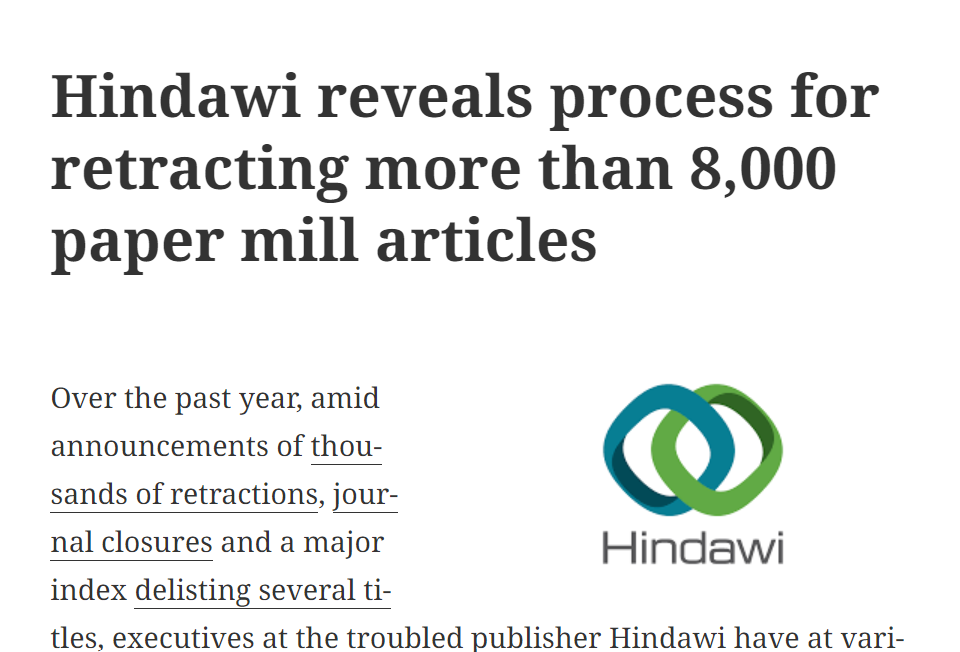 Hindawi reveals process for
retracting more than 8,000
paper mill articles
Over the past year, amid
announcements of thou-
sands of retractions, jour-
nal closures and a major
index delisting several ti-
Hindawi
tles, executives at the troubled publisher Hindawi have at vari-